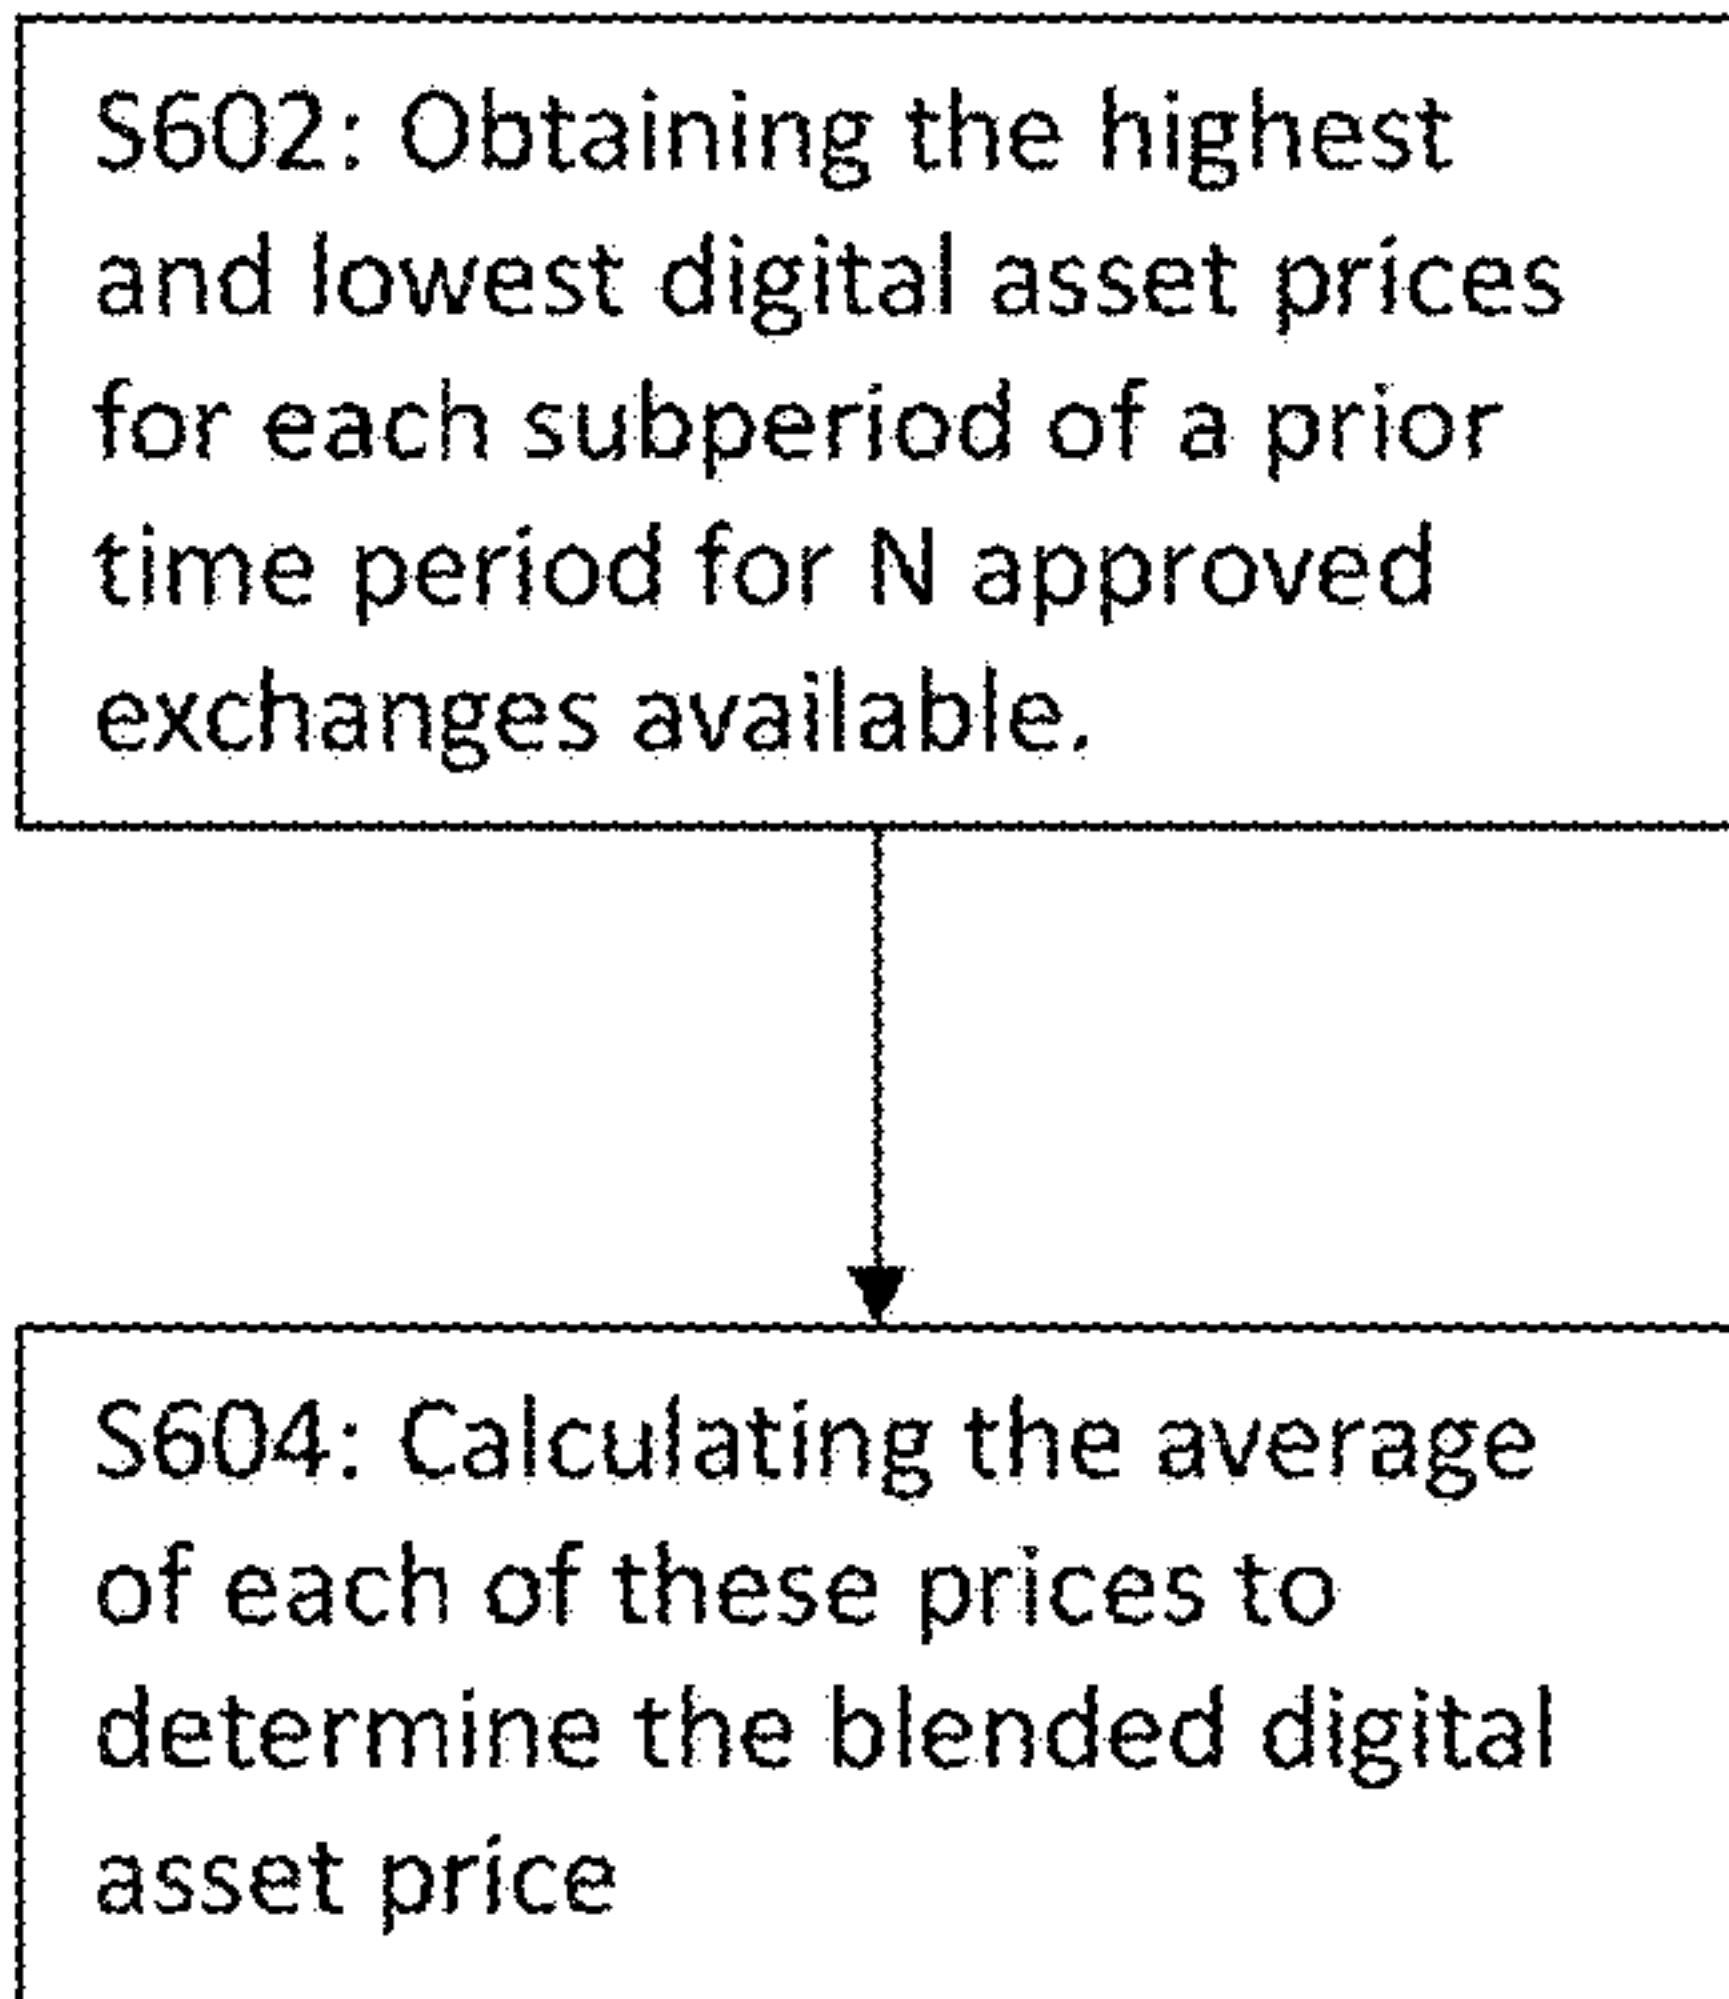 S602: Obtaining the highest
and lowest digital asset prices
for each subperiod of a prior
time period for N approved
exchanges available.
S604: Calculating the average
of each of these prices to
determine the blended digital
asset price